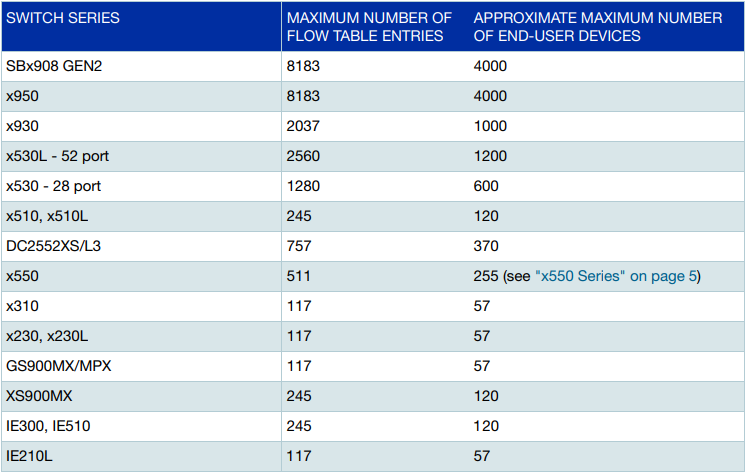 SWITCH SERIES MAXIMUM NUMBER OF FLOW TABLE ENTRIES APPROXIMATE MAXIMUM NUMBER OF END-USER DEVICES
SBx908 GEN2 8183 4000
x950 8183 4000
x930 2037 1000
x530L - 52 port 2560 1200
x530 - 28 port 1280 600
x510, x510L 245 120
DC2552XS/L3 757 370
x550 511 255 (see "x550 Series" on page 5)
x310 117 57
x230, x230L 117 57
GS900MX/MPX 117 57
XS900MX 245 120
IE300, IE510 245 120
IE210L 117 57